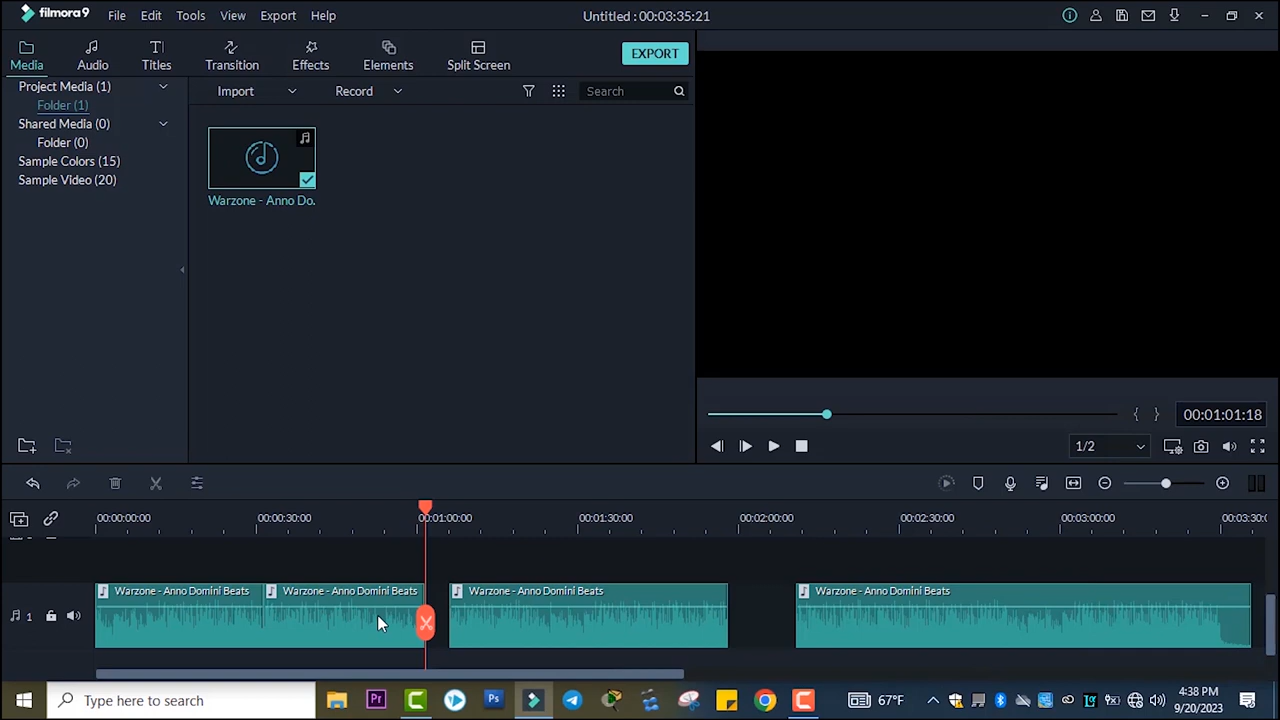 filmora9
File Edit Tools View Export Help
Untitled : 00:03:35:21
Media Audio Titles Transition Effects Elements Split Screen
EXPORT
Project Media (1)
Folder (1)
Shared Media (0)
Folder (0)
Sample Colors (15)
Sample Video (20)
Import Record Search
Warzone - Anno Do.
00:01:01:18
1/2
00:00:00:00 00:00:30:00 00:01:00:00 00:01:30:00 00:02:00:00 00:02:30:00 00:03:00:00 00:03:30:0
Warzone - Anno Domini Beats Warzone - Anno Domini Beats Warzone - Anno Domini Beats Warzone - Anno Domini Beats
1
Type here to search
Pr
Ps
67°F
4:38 PM
9/20/2023